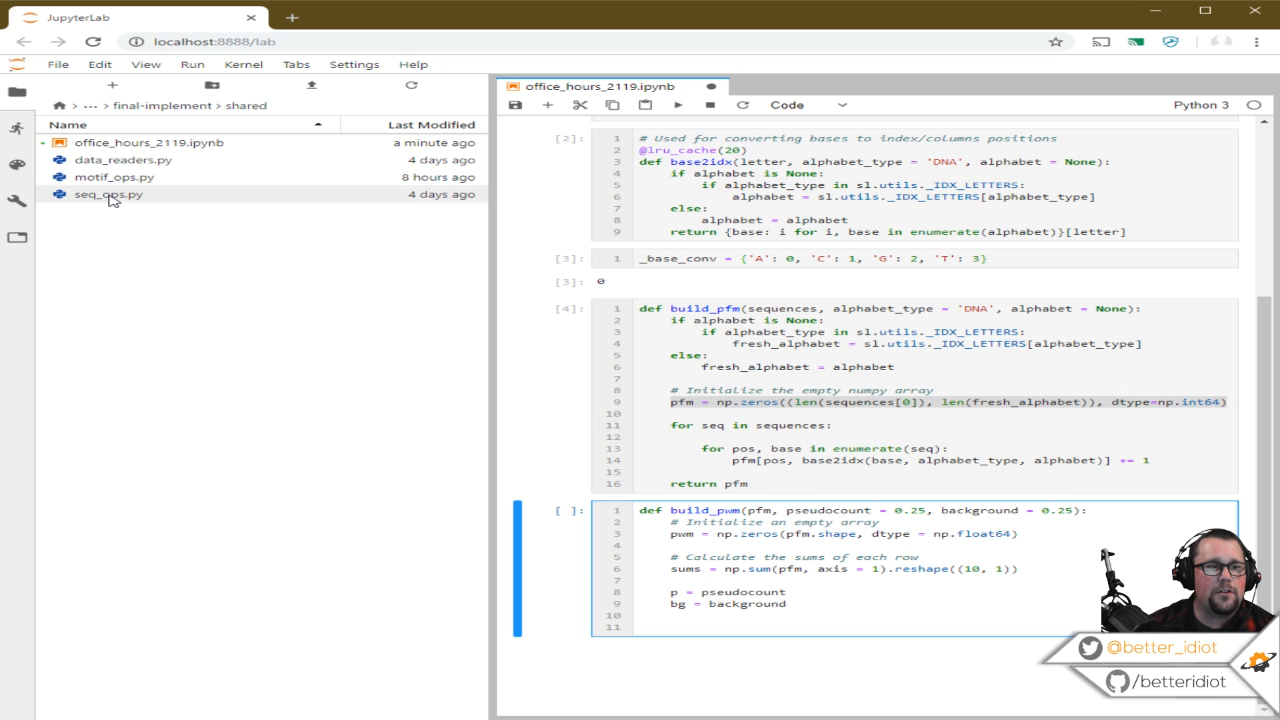 JupyterLab
localhost:8888/lab
File Edit View Run Kernel Tabs Settings Help
... final-implement shared
Name Last Modified
office_hours_2119.ipynb a minute ago
data_readers.py 4 days ago
motif_ops.py 8 hours ago
seq_ops.py 4 days ago
office_hours_2119.ipynb
Code
Python 3
[2]:
1 # Used for converting bases to index/columns positions
2 @lru_cache(20)
3 def base2idx(letter, alphabet_type = 'DNA', alphabet = None):
4 if alphabet is None:
5 if alphabet_type in sl.utils._IDX_LETTERS:
6 alphabet = sl.utils._IDX_LETTERS[alphabet_type]
7 else:
8 alphabet = alphabet
9 return {base: i for i, base in enumerate(alphabet)}[letter]
[3]: 1 _base_conv = {'A': 0, 'C': 1, 'G': 2, 'T': 3}
[3]: 0
[4]:
1 def build_pfm(sequences, alphabet_type = 'DNA', alphabet = None):
2 if alphabet is None:
3 if alphabet_type in sl.utils._IDX_LETTERS:
4 fresh_alphabet = sl.utils._IDX_LETTERS[alphabet_type]
5 else:
6 fresh_alphabet = alphabet
7
8 # Initialize the empty numpy array
9 pfm = np.zeros((len(sequences[0]), len(fresh_alphabet)), dtype=np.int64)
10
11 for seq in sequences:
12
13 for pos, base in enumerate(seq):
14 pfm[pos, base2idx(base, alphabet_type, alphabet)] += 1
15
16 return pfm
[ ]:
1 def build_pwm(pfm, pseudocount = 0.25, background = 0.25):
2 # Initialize an empty array
3 pwm = np.zeros(pfm.shape, dtype = np.float64)
4
5 # Calculate the sums of each row
6 sums = np.sum(pfm, axis = 1).reshape((10, 1))
7
8 p = pseudocount
9 bg = background
10
11
@better_idiot
/betteridiot